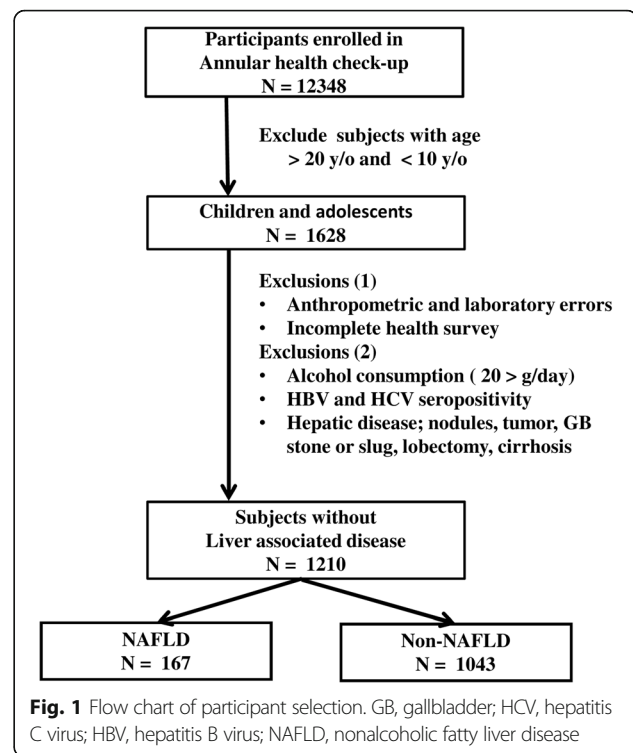 Participants enrolled in
Annular health check-up
N = 12348
Exclude subjects with age
> 20 y/o and < 10 y/o
Children and adolescents
N = 1628
Exclusions (1)
• Anthropometric and laboratory errors
• Incomplete health survey
Exclusions (2)
• Alcohol consumption ( 20 > g/day)
• HBV and HCV seropositivity
• Hepatic disease; nodules, tumor, GB
stone or slug, lobectomy, cirrhosis
Subjects without
Liver associated disease
N = 1210
NAFLD
N = 167
Non-NAFLD
N = 1043
Fig. 1 Flow chart of participant selection. GB, gallbladder; HCV, hepatitis
C virus; HBV, hepatitis B virus; NAFLD, nonalcoholic fatty liver disease